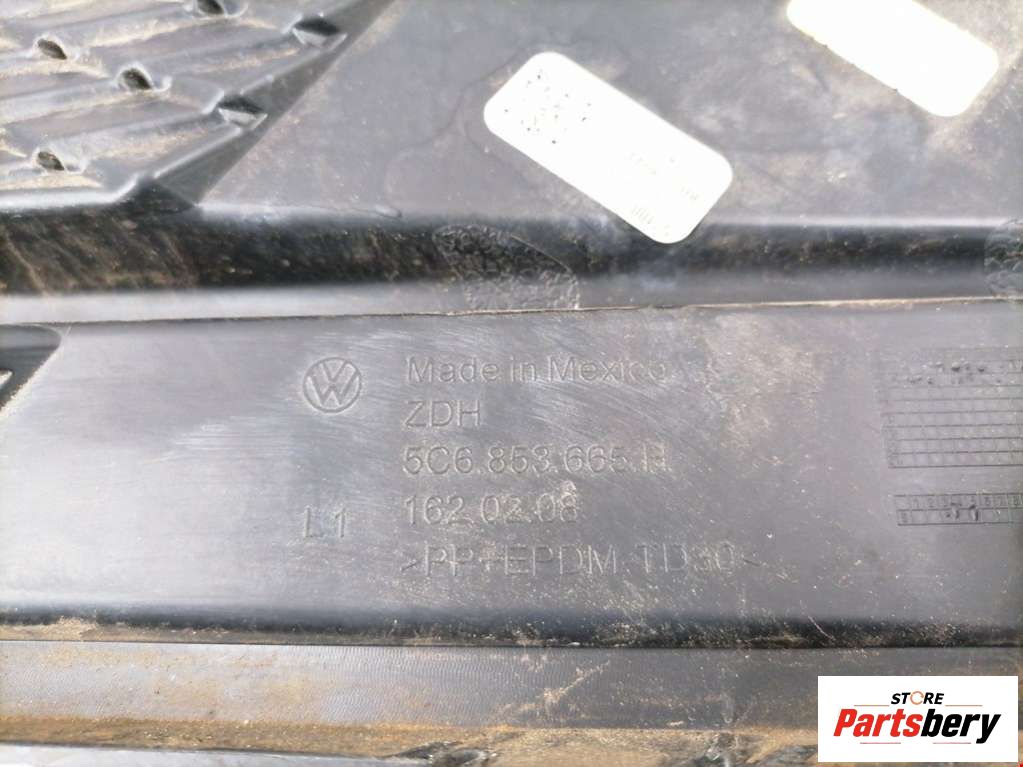 Made in Mexico
ZDH
5C6.853.665.H
162 02 08
L1
>PP+EPDM TD30<
STORE
Partsbery